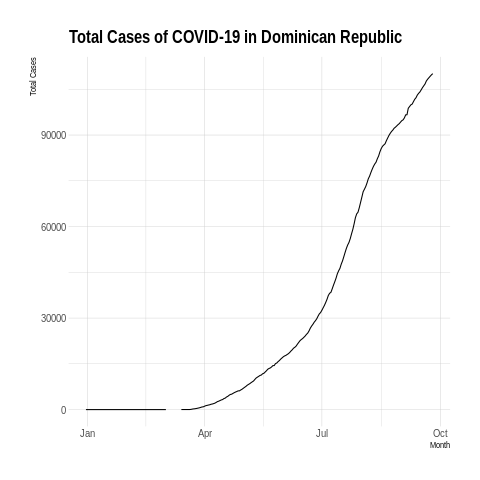 Total Cases of COVID-19 in Dominican Republic
Total Cases
90000
60000
30000
0
Jan Apr Jul Oct
Month